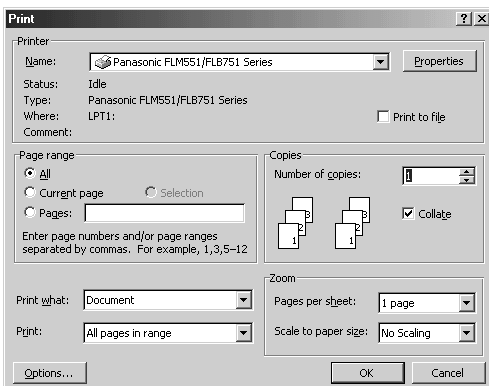 Print
Printer
Name: Panasonic FLM551/FLB751 Series Properties
Status: Idle
Type: Panasonic FLM551/FLB751 Series
Where: LPT1:
Comment: Print to file
Page range
All
Current page Selection
Pages:
Enter page numbers and/or page ranges
separated by commas. For example, 1,3,5–12
Copies
Number of copies: 1
3 3
2 2
1 1
Collate
Print what: Document
Print: All pages in range
Zoom
Pages per sheet: 1 page
Scale to paper size: No Scaling
Options... OK Cancel